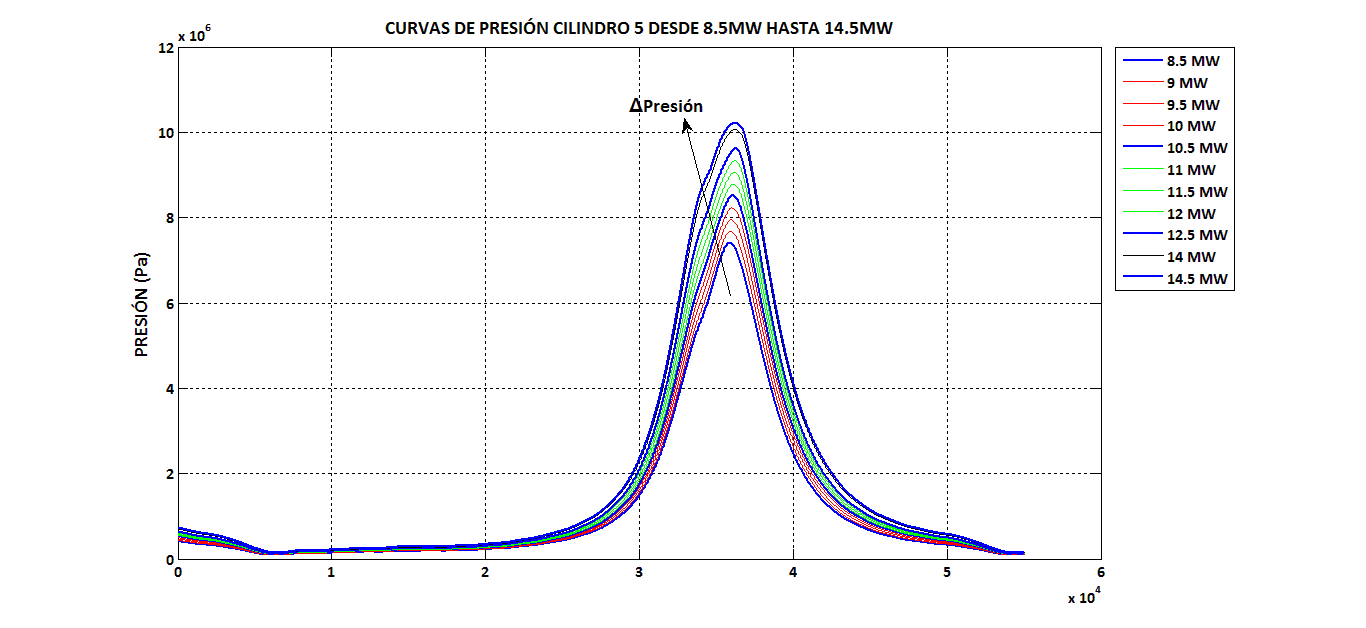 CURVAS DE PRESIÓN CILINDRO 5 DESDE 8.5MW HASTA 14.5MW
x 10^6
12
10
8
6
4
2
0
PRESIÓN (Pa)
ΔPresión
0 1 2 3 4 5 6
x 10^4
8.5 MW
9 MW
9.5 MW
10 MW
10.5 MW
11 MW
11.5 MW
12 MW
12.5 MW
14 MW
14.5 MW